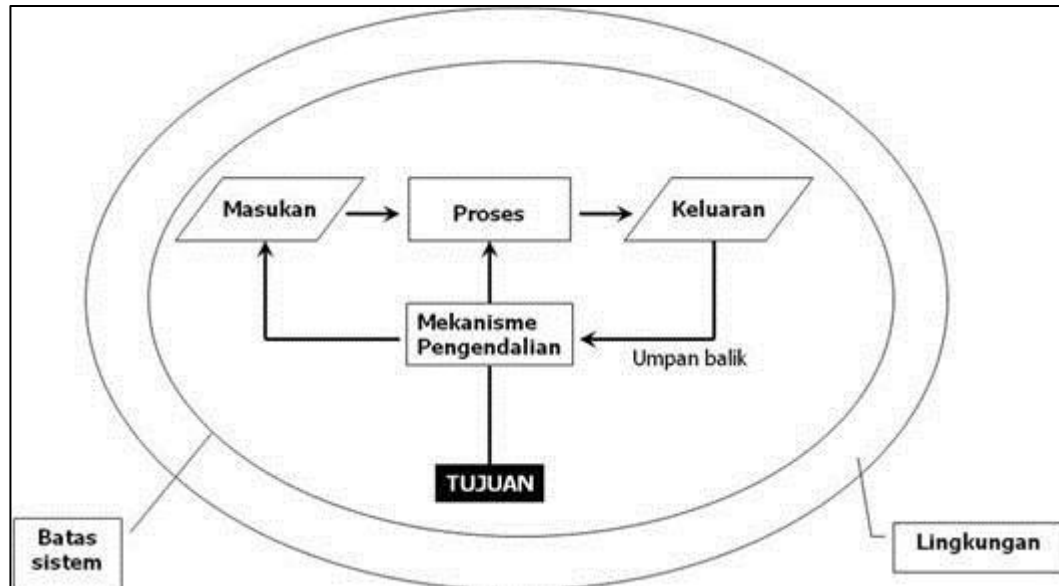 Masukan
Proses
Keluaran
Mekanisme
Pengendalian
Umpan balik
TUJUAN
Batas
sistem
Lingkungan